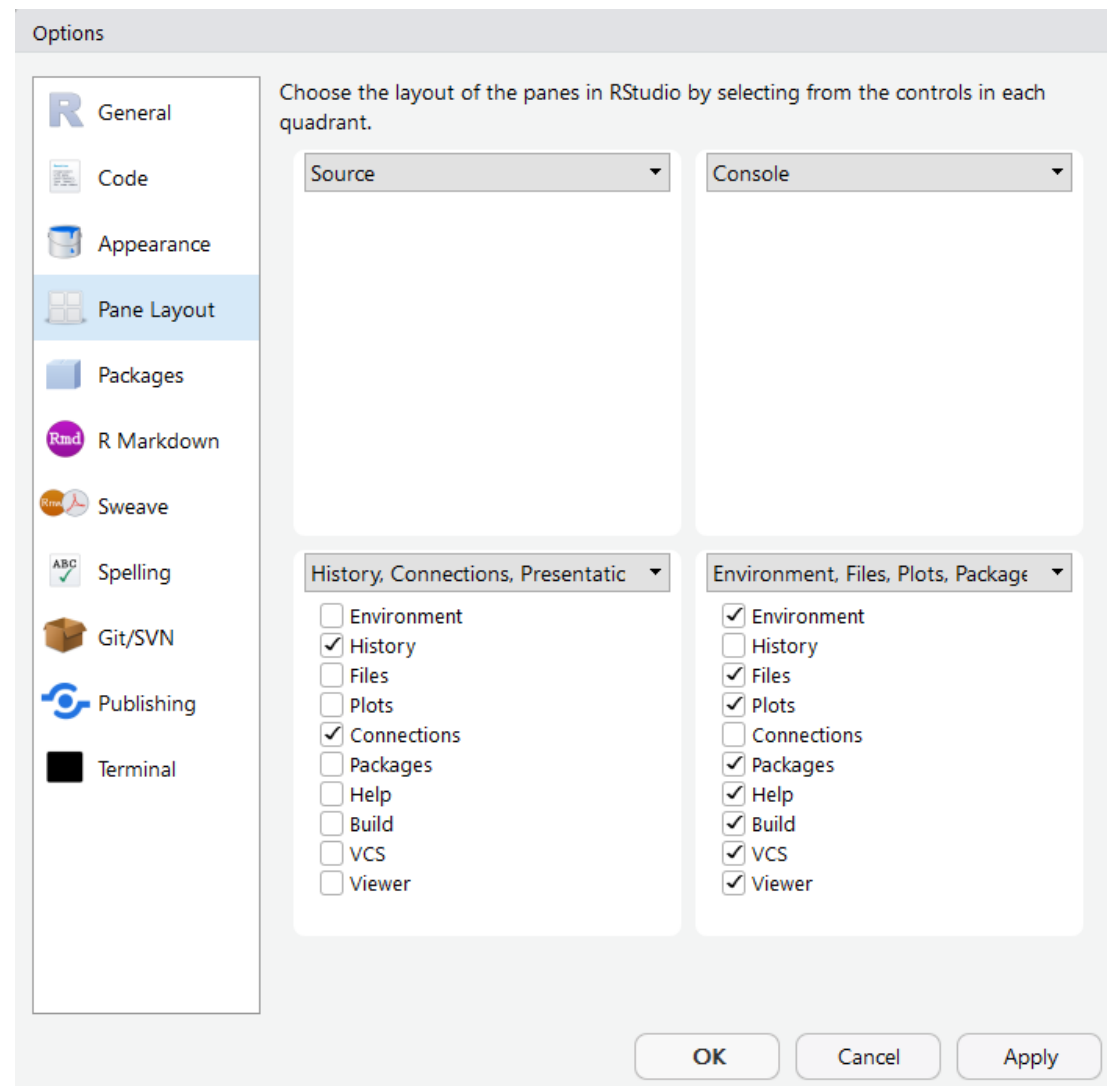 Options
General
Code
Appearance
Pane Layout
Packages
Rmd R Markdown
Rnw Sweave
ABC Spelling
Git/SVN
Publishing
Terminal
Choose the layout of the panes in RStudio by selecting from the controls in each
quadrant.
Source
Console
History, Connections, Presentatic
Environment
History
Files
Plots
Connections
Packages
Help
Build
VCS
Viewer
Environment, Files, Plots, Package
Environment
History
Files
Plots
Connections
Packages
Help
Build
VCS
Viewer
OK
Cancel
Apply